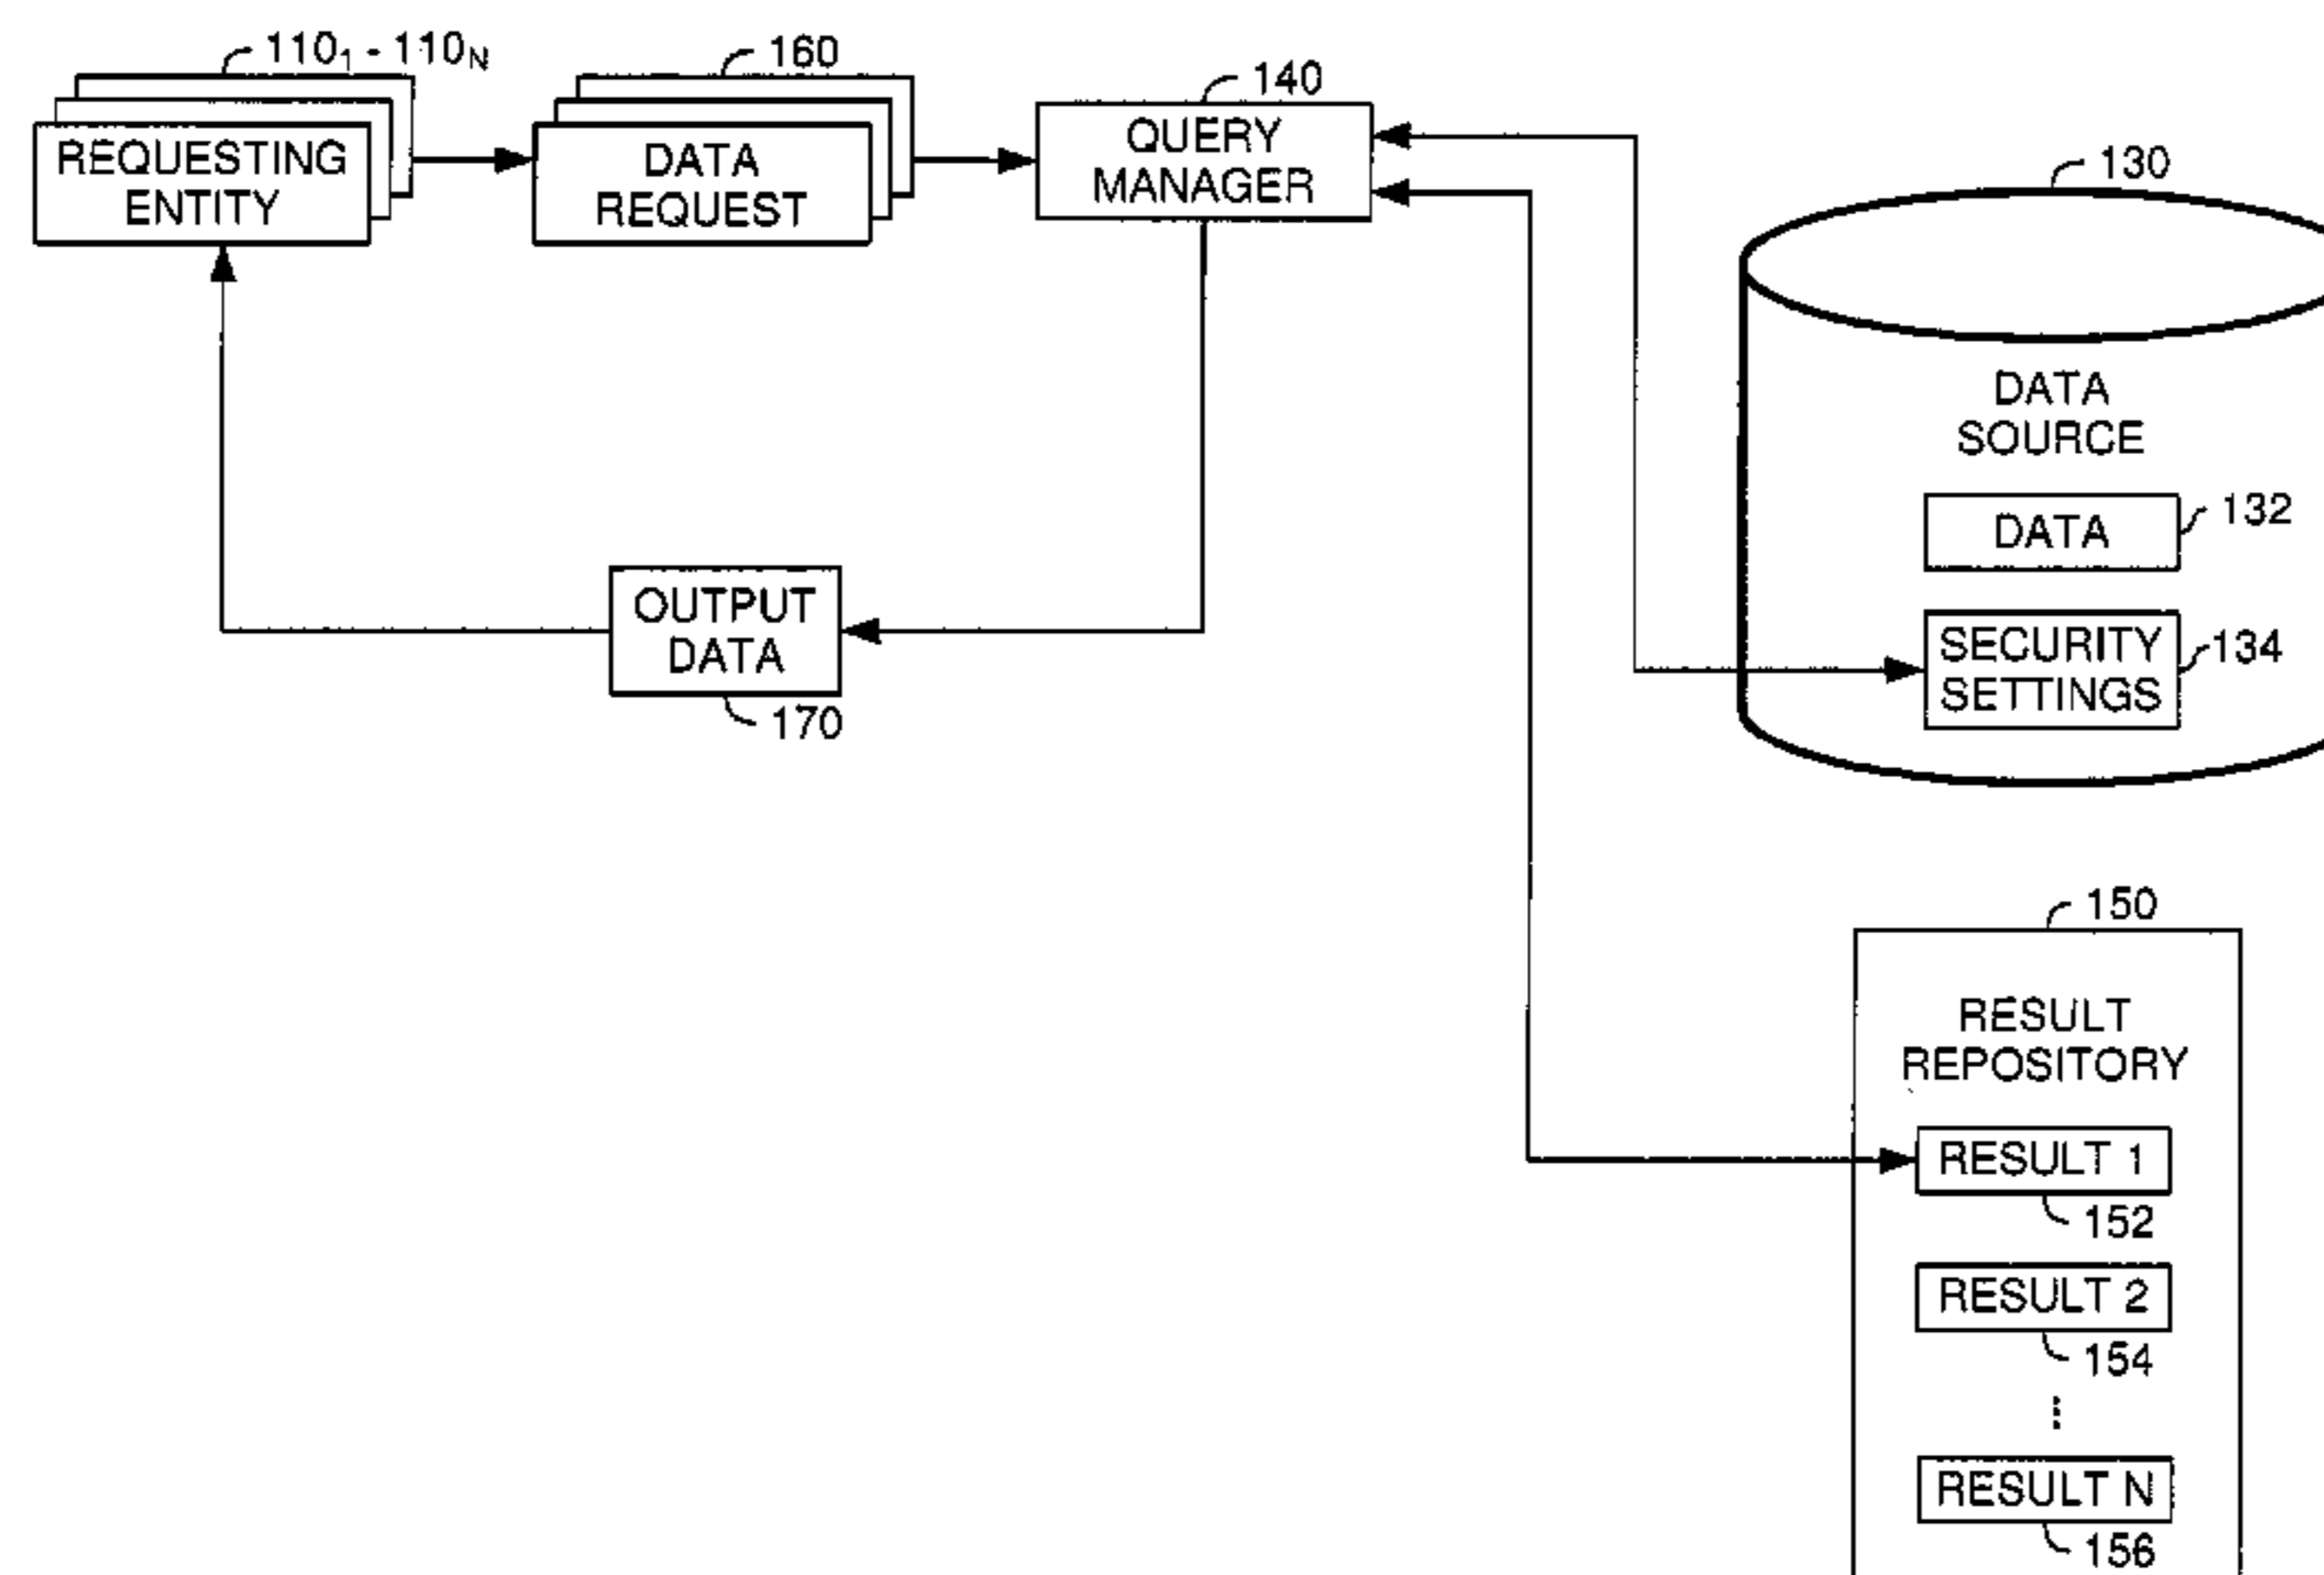 110₁ - 110N
REQUESTING
ENTITY
160
DATA
REQUEST
140
QUERY
MANAGER
130
DATA
SOURCE
DATA
132
SECURITY
SETTINGS
134
OUTPUT
DATA
170
150
RESULT
REPOSITORY
RESULT 1
152
RESULT 2
154
⋮
RESULT N
156